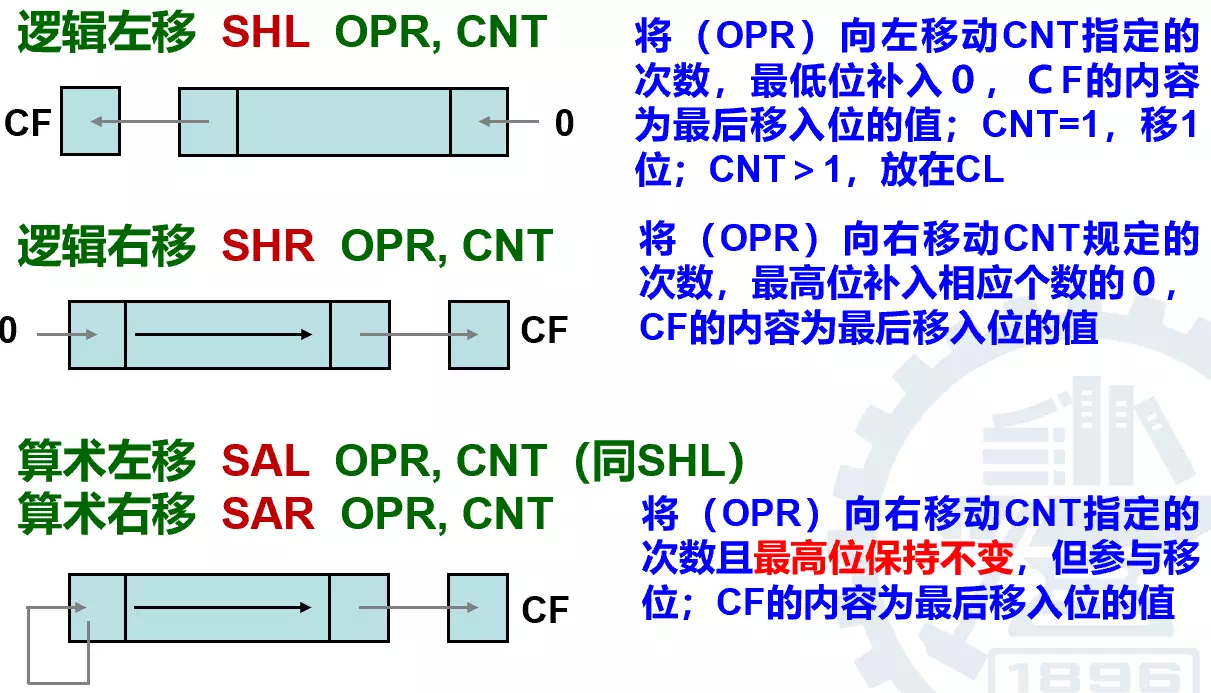 逻辑左移 SHL OPR, CNT
将（OPR）向左移动CNT指定的
次数，最低位补入０，ＣF的内容
为最后移入位的值；CNT=1，移1
位；CNT＞1，放在CL
CF
0
逻辑右移 SHR OPR, CNT
将（OPR）向右移动CNT规定的
次数，最高位补入相应个数的０，
CF的内容为最后移入位的值
0
CF
算术左移 SAL OPR, CNT（同SHL）
算术右移 SAR OPR, CNT
将（OPR）向右移动CNT指定的
次数且最高位保持不变，但参与移
位；CF的内容为最后移入位的值
CF
1896